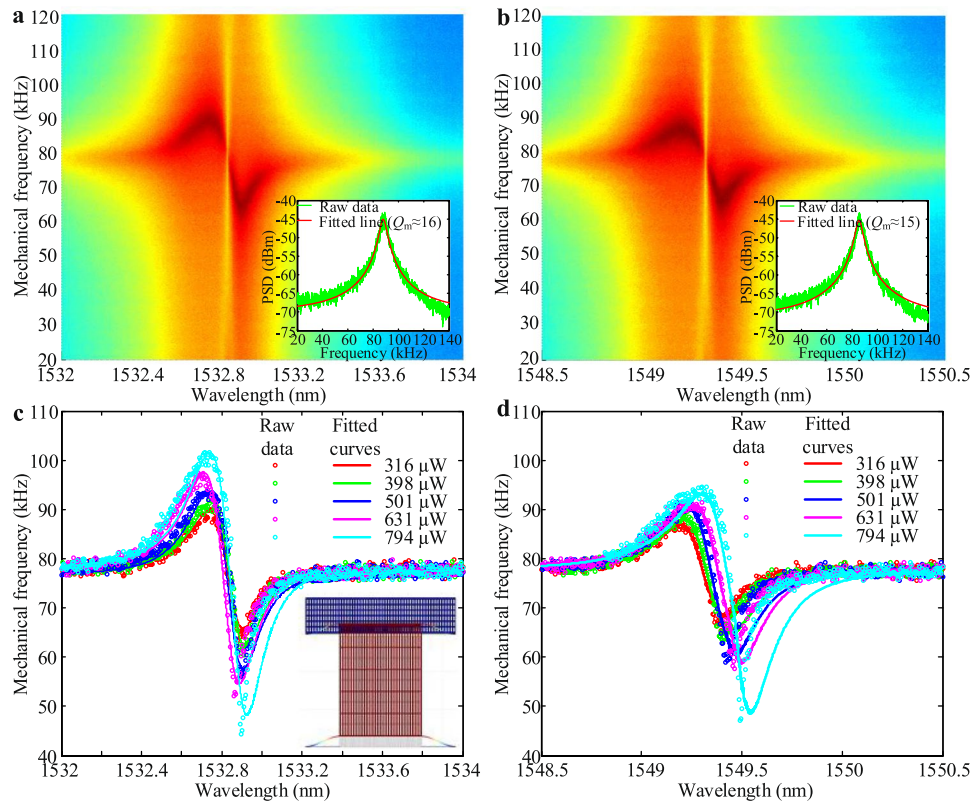 a
120
110
100
90
80
70
60
50
40
30
20
Mechanical frequency (kHz)
1532 1532.4 1532.8 1533.2 1533.6 1534
Wavelength (nm)
-40
-45
-50
-55
-60
-65
-70
-75
PSD (dBm)
Raw data
Fitted line (Qm≈16)
20 40 60 80 100 120 140
Frequency (kHz)
b
120
110
100
90
80
70
60
50
40
30
20
Mechanical frequency (kHz)
1548.5 1549 1549.5 1550 1550.5
Wavelength (nm)
-40
-45
-50
-55
-60
-65
-70
-75
PSD (dBm)
Raw data
Fitted line (Qm≈15)
20 40 60 80 100 120 140
Frequency (kHz)
c
110
100
90
80
70
60
50
40
Mechanical frequency (kHz)
Raw Fitted
data curves
316 µW
398 µW
501 µW
631 µW
794 µW
1532 1532.4 1532.8 1533.2 1533.6 1534
Wavelength (nm)
d
110
100
90
80
70
60
50
40
Mechanical frequency (kHz)
Raw Fitted
data curves
316 µW
398 µW
501 µW
631 µW
794 µW
1548.5 1549 1549.5 1550 1550.5
Wavelength (nm)